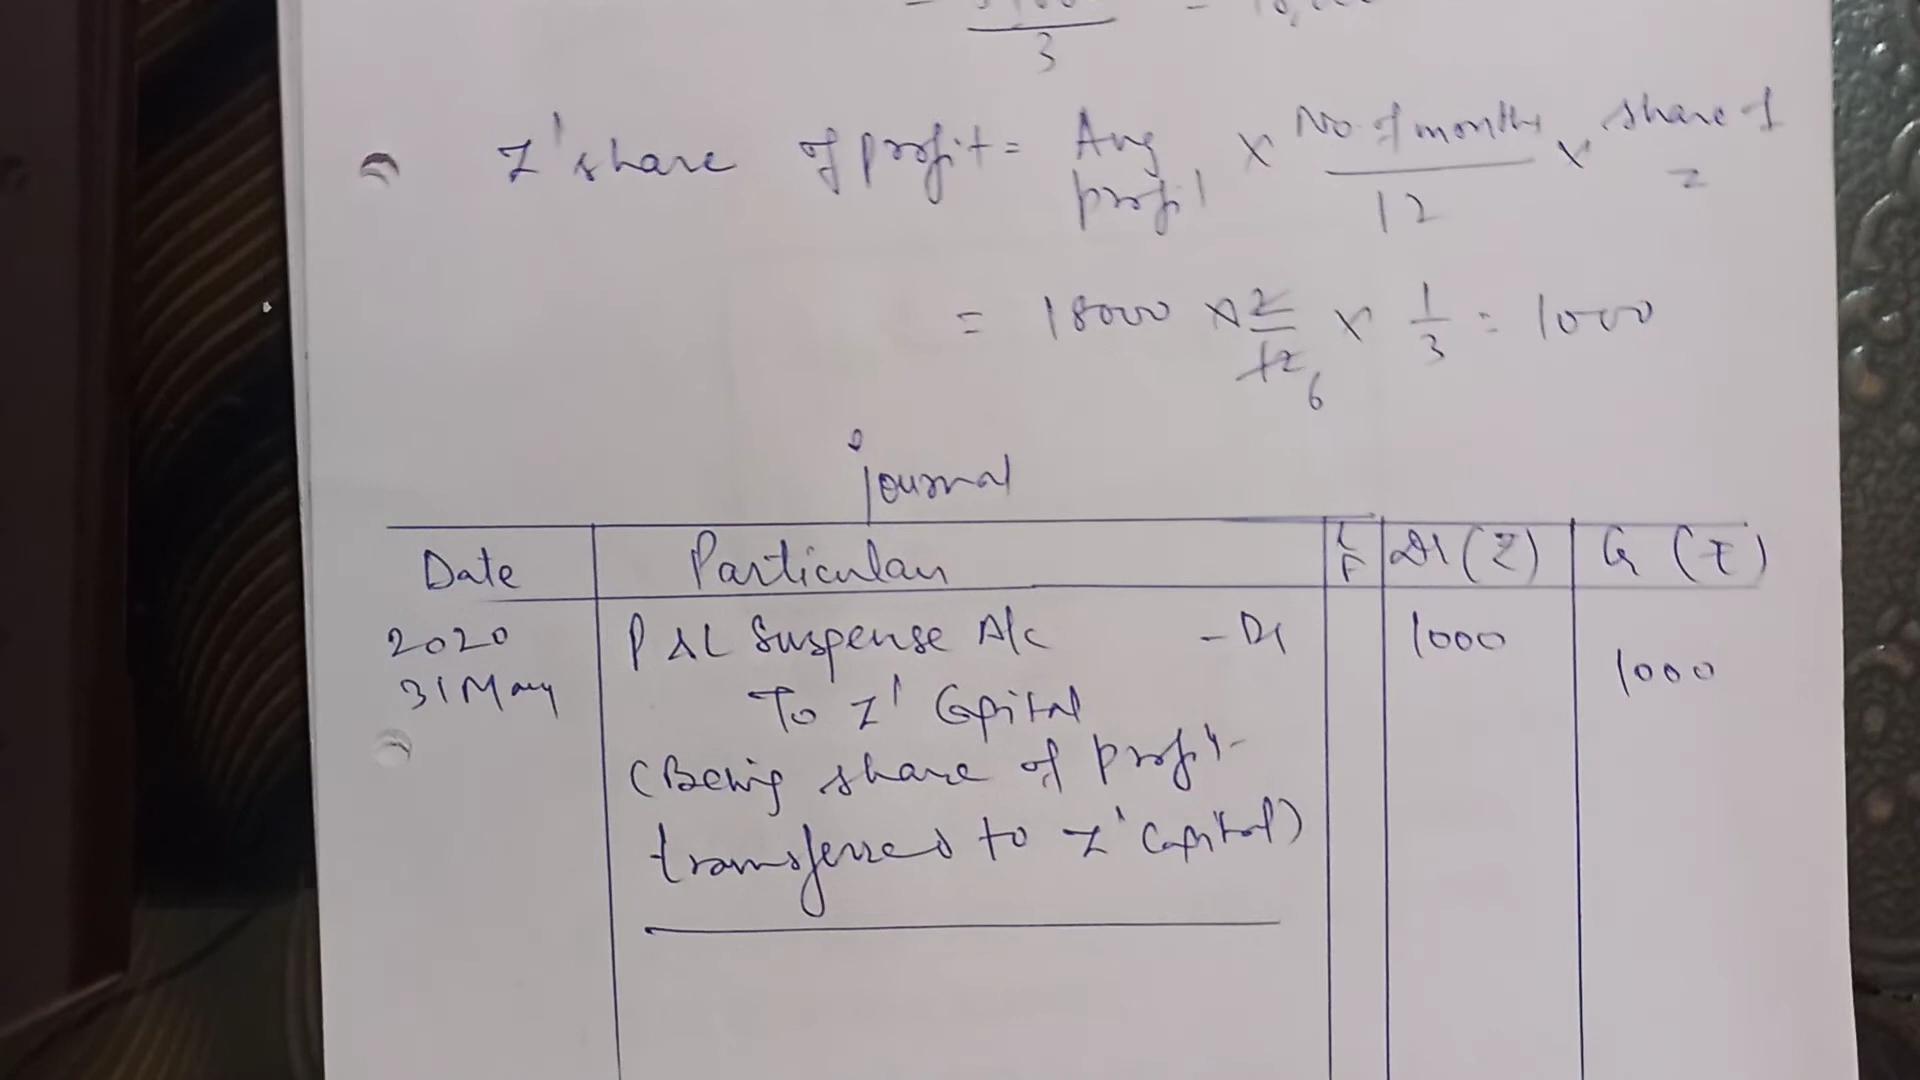 3
Z' share of profit = Avg profit × No. of months / 12 × share of Z
= 18000 × 2/12 6 × 1/3 = 1000
journal
Date Particulars L F Dr (₹) Cr (₹)
2020 P & L Suspense A/c - Dr 1000
31 May To Z' Capital 1000
(Being share of profit
transferred to Z' Capital)